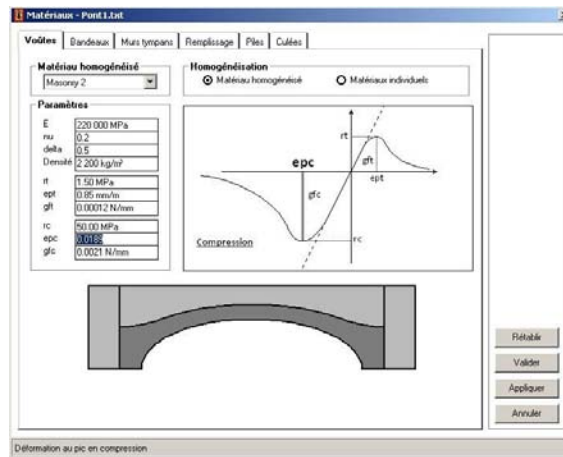 Matériaux - Pont1.txt
Voûtes Bandeaux Murs tympans Remplissage Piles Culées
Matériau homogénéisé
Masonry 2
Homogénéisation
Matériau homogénéisé Matériaux individuels
Paramètres
E 220 000 MPa
nu 0.2
delta 0.5
Densité 2 200 kg/m³
rt 1.50 MPa
ept 0.85 mm/m
gft 0.00012 N/mm
rc 50.00 MPa
epc 0.0185
gfc 0.0021 N/mm
rt
epc
gft
ept
gfc
Compression
rc
Rétablir
Valider
Appliquer
Annuler
Déformation au pic en compression